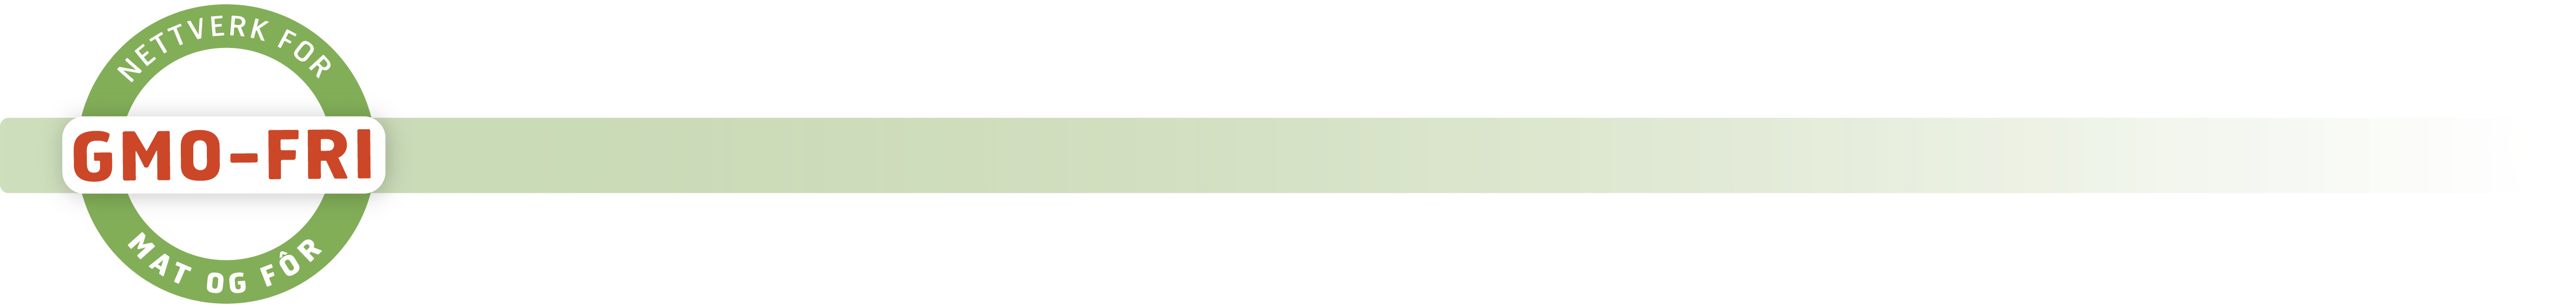 NETTVERK FOR
GMO-FRI
MAT OG FÔR